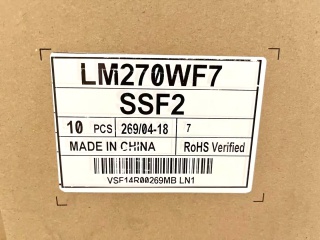 LM270WF7
SSF2
10 PCS 269/04-18 7
MADE IN CHINA RoHS Verified
VSF14R00269MB LN1